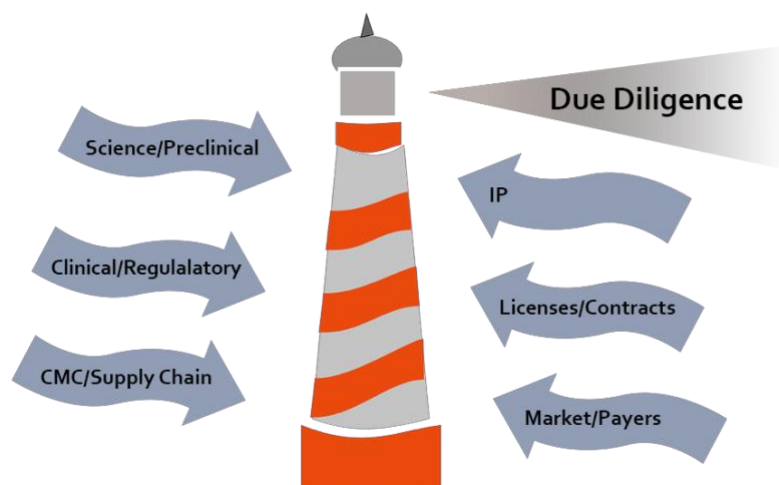 Due Diligence
Science/Preclinical
IP
Clinical/Regulalatory
Licenses/Contracts
CMC/Supply Chain
Market/Payers